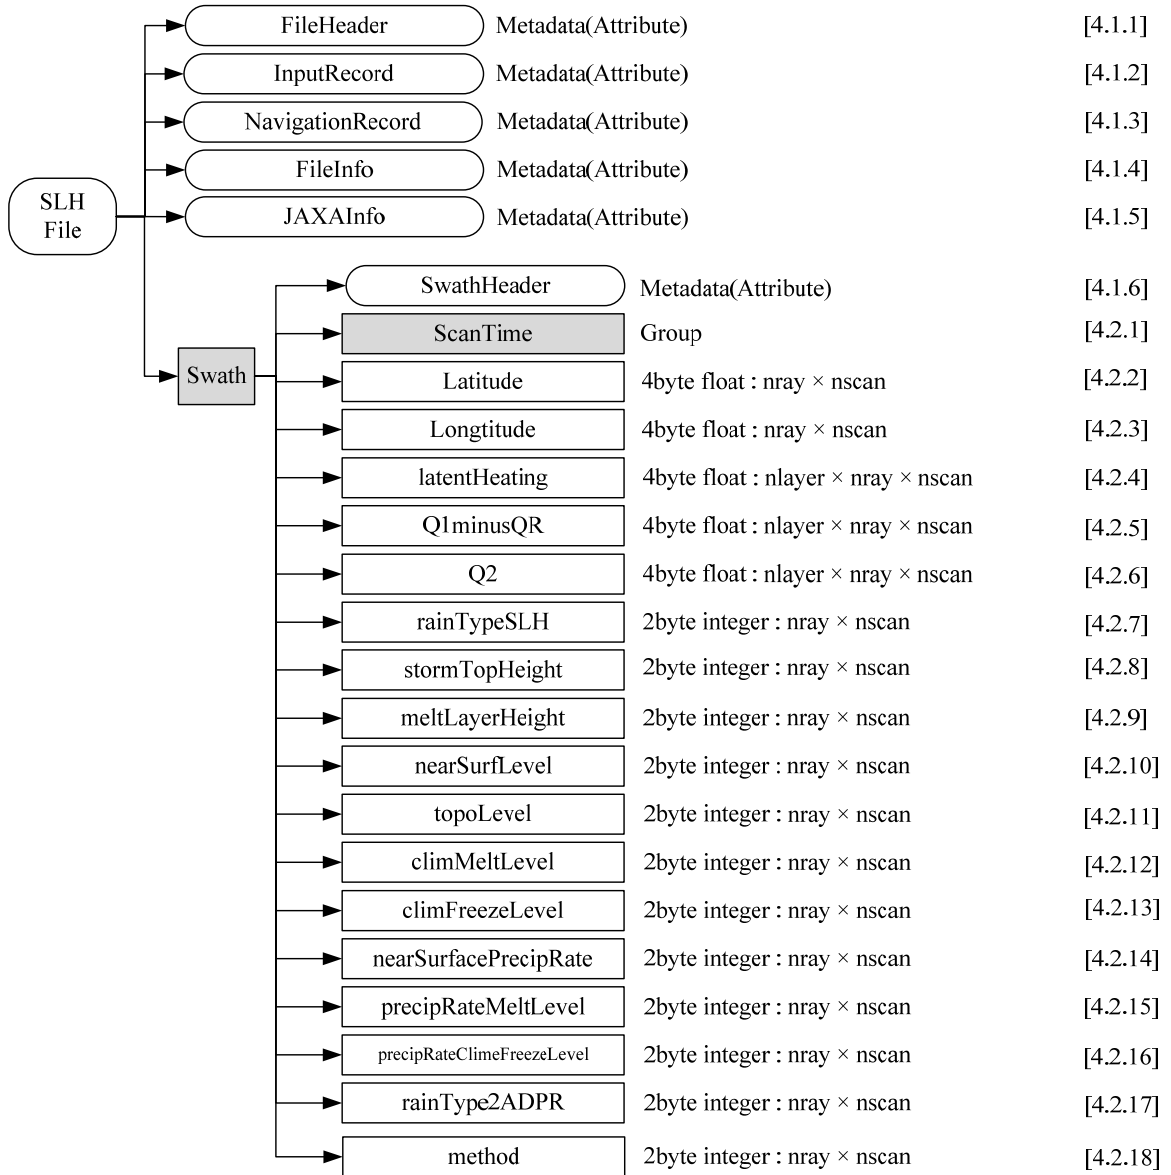 FileHeader Metadata(Attribute) [4.1.1]
InputRecord Metadata(Attribute) [4.1.2]
NavigationRecord Metadata(Attribute) [4.1.3]
FileInfo Metadata(Attribute) [4.1.4]
SLH
File
JAXAInfo Metadata(Attribute) [4.1.5]
SwathHeader Metadata(Attribute) [4.1.6]
ScanTime Group [4.2.1]
Swath
Latitude 4byte float : nray × nscan [4.2.2]
Longtitude 4byte float : nray × nscan [4.2.3]
latentHeating 4byte float : nlayer × nray × nscan [4.2.4]
Q1minusQR 4byte float : nlayer × nray × nscan [4.2.5]
Q2 4byte float : nlayer × nray × nscan [4.2.6]
rainTypeSLH 2byte integer : nray × nscan [4.2.7]
stormTopHeight 2byte integer : nray × nscan [4.2.8]
meltLayerHeight 2byte integer : nray × nscan [4.2.9]
nearSurfLevel 2byte integer : nray × nscan [4.2.10]
topoLevel 2byte integer : nray × nscan [4.2.11]
climMeltLevel 2byte integer : nray × nscan [4.2.12]
climFreezeLevel 2byte integer : nray × nscan [4.2.13]
nearSurfacePrecipRate 2byte integer : nray × nscan [4.2.14]
precipRateMeltLevel 2byte integer : nray × nscan [4.2.15]
precipRateClimeFreezeLevel 2byte integer : nray × nscan [4.2.16]
rainType2ADPR 2byte integer : nray × nscan [4.2.17]
method 2byte integer : nray × nscan [4.2.18]